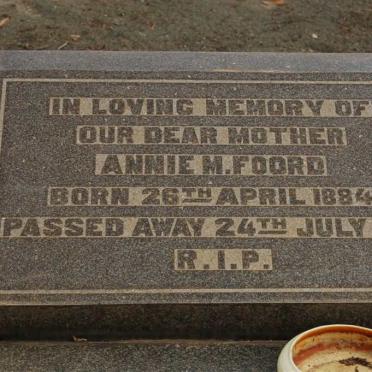 IN LOVING MEMORY OF
OUR DEAR MOTHER
ANNIE M. FOORD
BORN 26TH APRIL 1884
PASSED AWAY 24TH JULY
R.I.P.